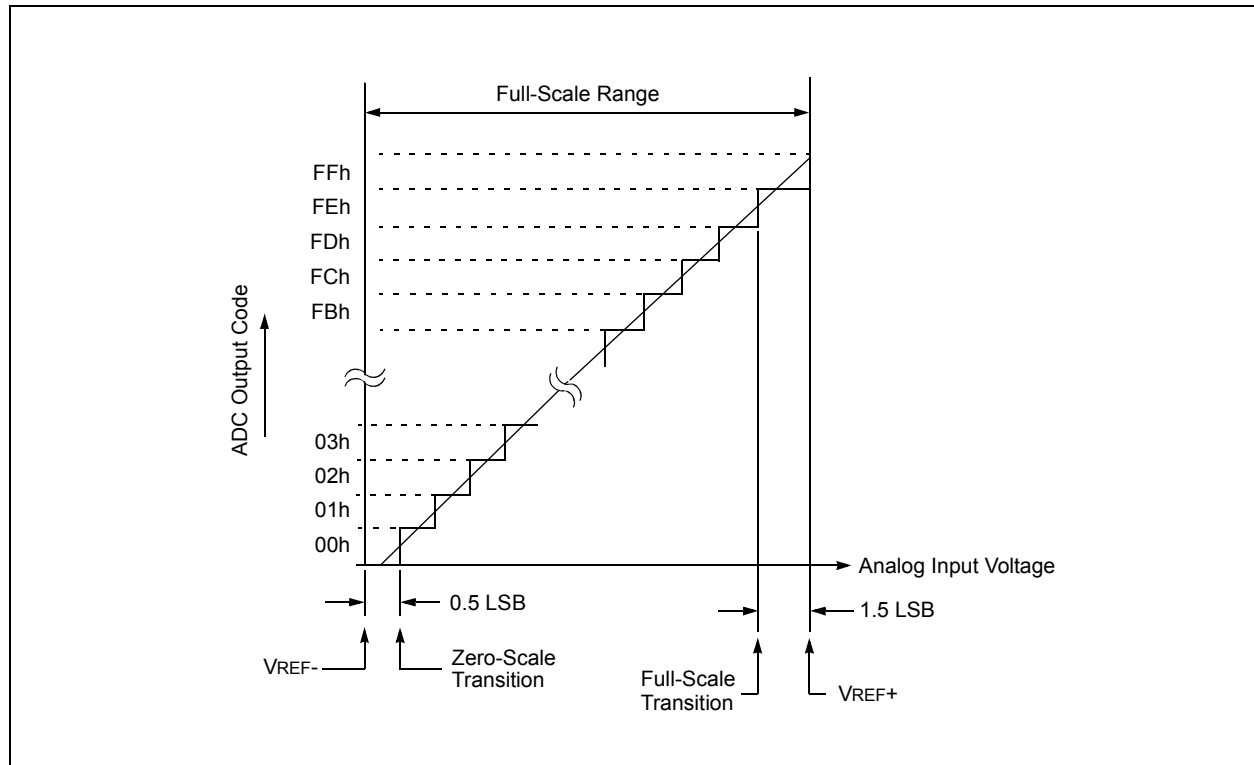 Full-Scale Range
FFh
FEh
FDh
FCh
FBh
ADC Output Code
03h
02h
01h
00h
Analog Input Voltage
0.5 LSB
1.5 LSB
VREF-
Zero-Scale
Transition
Full-Scale
Transition
VREF+